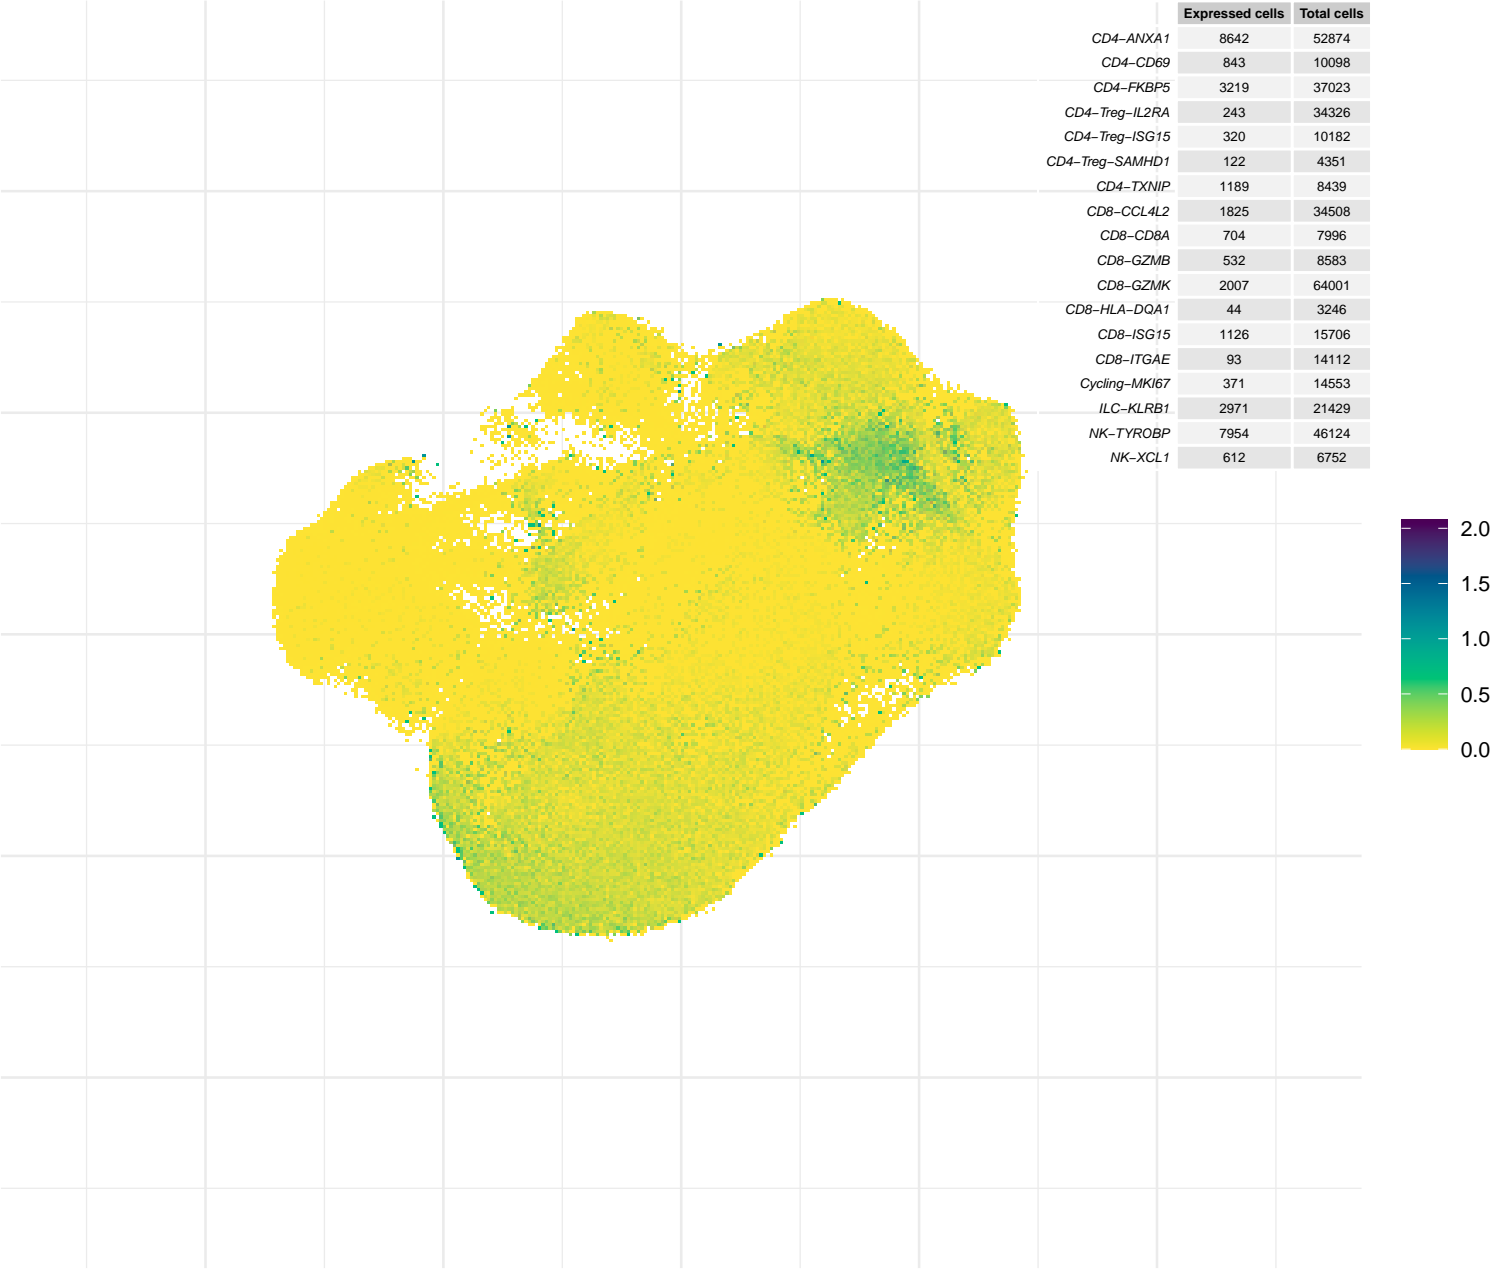 Expressed cells Total cells
CD4−ANXA1 8642 52874
CD4−CD69 843 10098
CD4−FKBP5 3219 37023
CD4−Treg−IL2RA 243 34326
CD4−Treg−ISG15 320 10182
CD4−Treg−SAMHD1 122 4351
CD4−TXNIP 1189 8439
CD8−CCL4L2 1825 34508
CD8−CD8A 704 7996
CD8−GZMB 532 8583
CD8−GZMK 2007 64001
CD8−HLA−DQA1 44 3246
CD8−ISG15 1126 15706
CD8−ITGAE 93 14112
Cycling−MKI67 371 14553
ILC−KLRB1 2971 21429
NK−TYROBP 7954 46124
NK−XCL1 612 6752
2.0
1.5
1.0
0.5
0.0